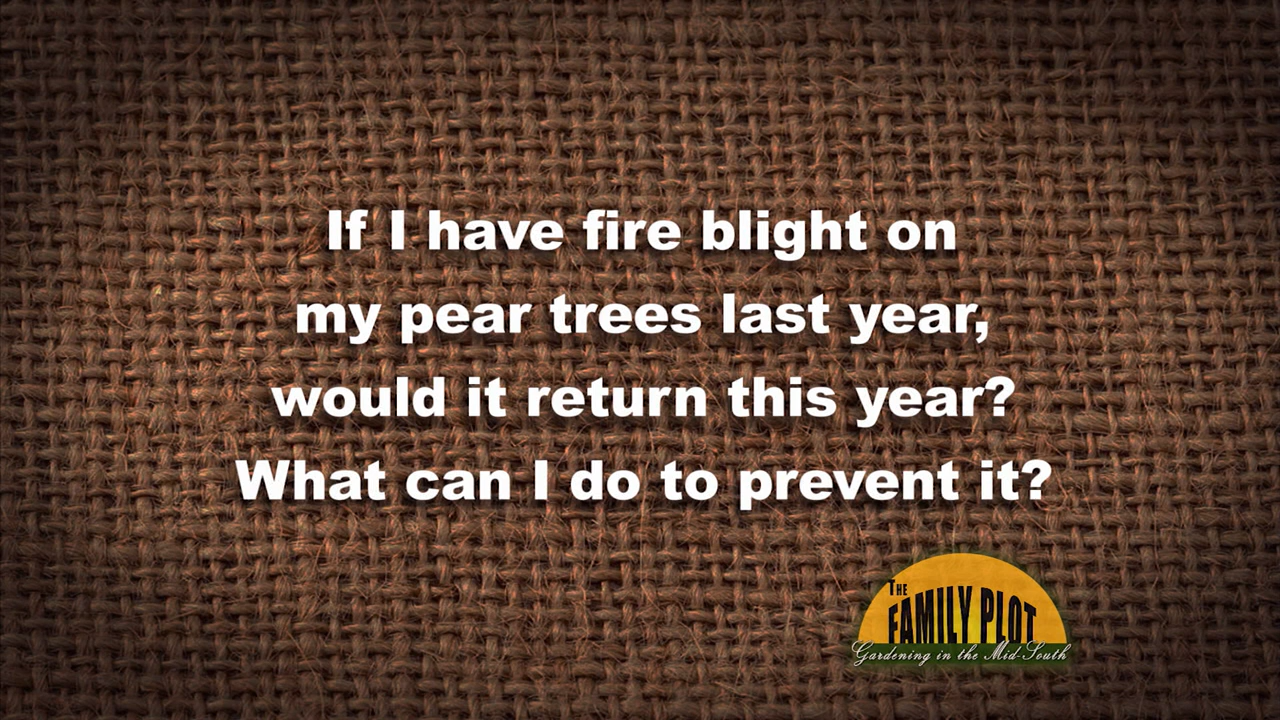 If I have fire blight on
my pear trees last year,
would it return this year?
What can I do to prevent it?
THE
FAMILY PLOT
Gardening in the Mid-South